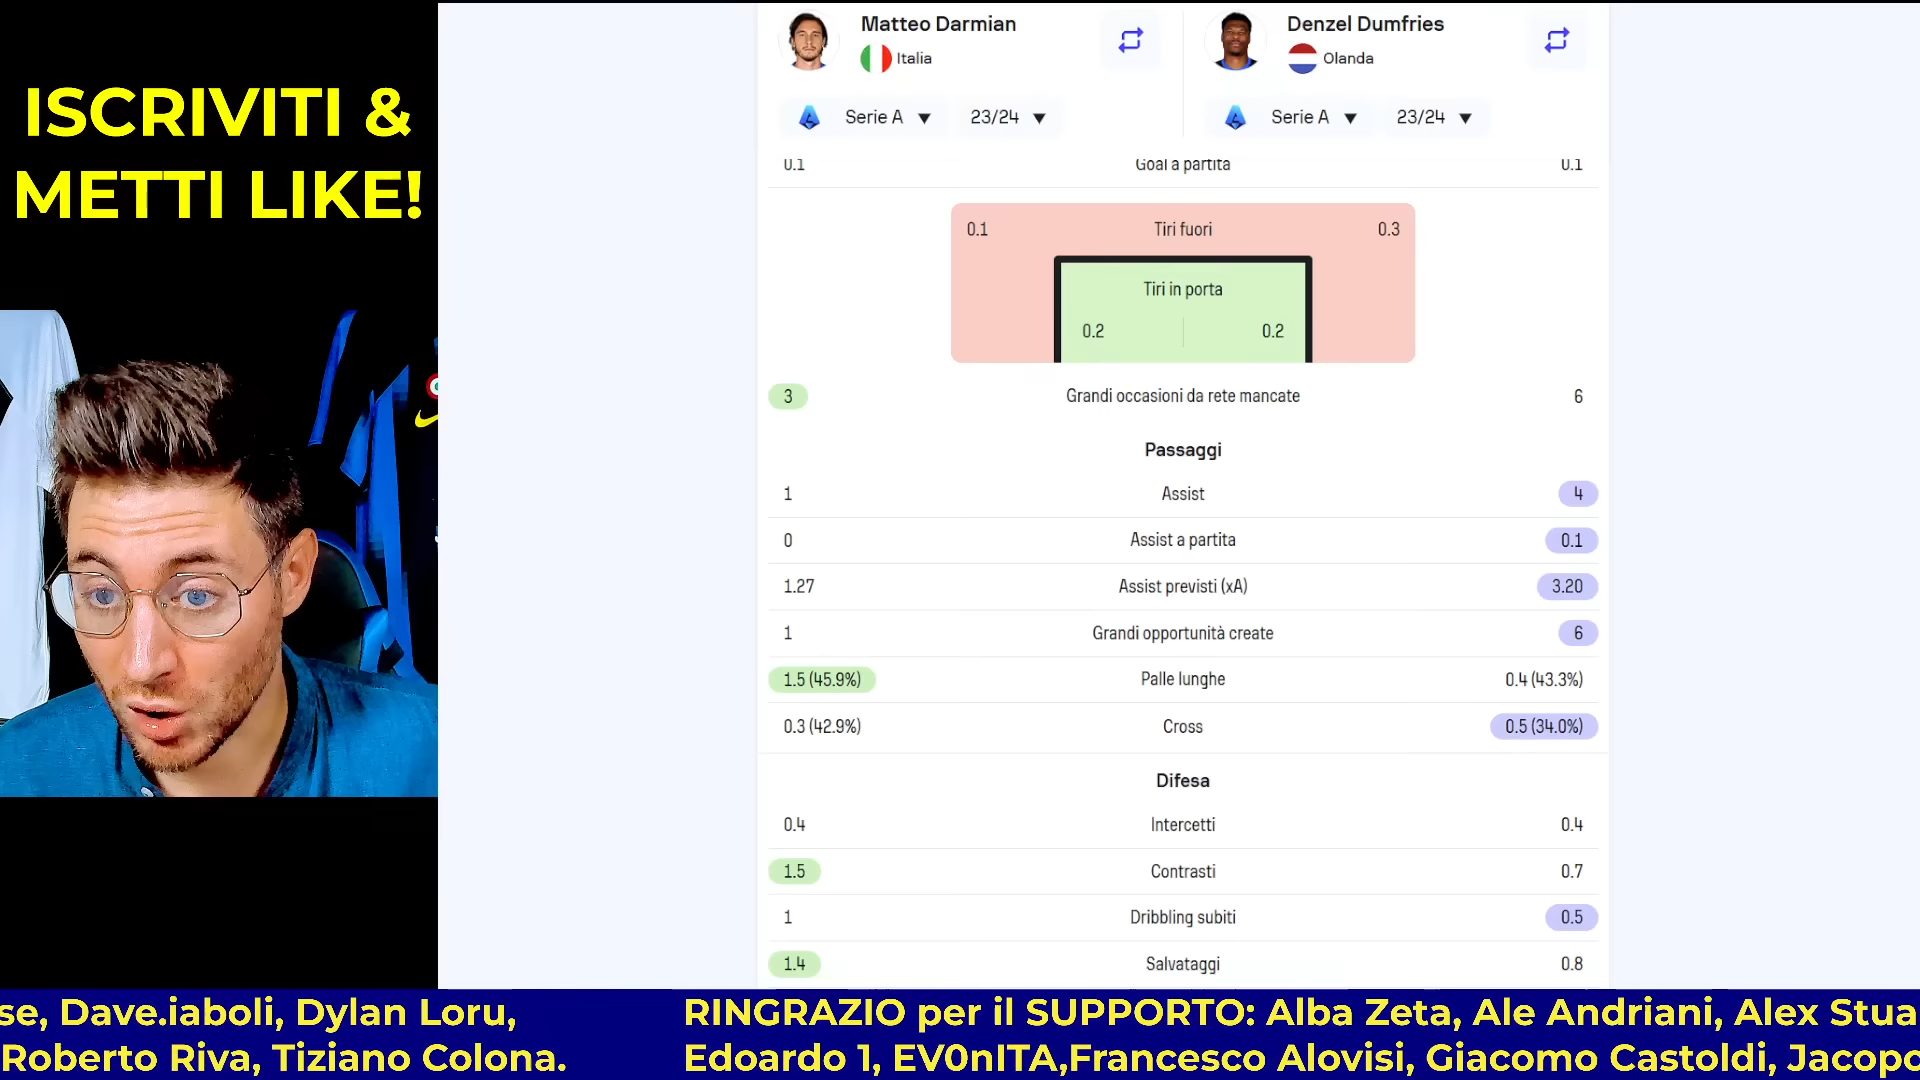 ISCRIVITI &
METTI LIKE!
Matteo Darmian
Italia
Serie A ▼ 23/24 ▼
Denzel Dumfries
Olanda
Serie A ▼ 23/24 ▼
0.1 Goal a partita 0.1
0.1 Tiri fuori 0.3
Tiri in porta
0.2 0.2
3 Grandi occasioni da rete mancate 6
Passaggi
1 Assist 4
0 Assist a partita 0.1
1.27 Assist previsti (xA) 3.20
1 Grandi opportunità create 6
1.5 (45.9%) Palle lunghe 0.4 (43.3%)
0.3 (42.9%) Cross 0.5 (34.0%)
Difesa
0.4 Intercetti 0.4
1.5 Contrasti 0.7
1 Dribbling subiti 0.5
1.4 Salvataggi 0.8
se, Dave.iaboli, Dylan Loru,
Roberto Riva, Tiziano Colona.
RINGRAZIO per il SUPPORTO: Alba Zeta, Ale Andriani, Alex Stua
Edoardo 1, EV0nITA,Francesco Alovisi, Giacomo Castoldi, Jacopo